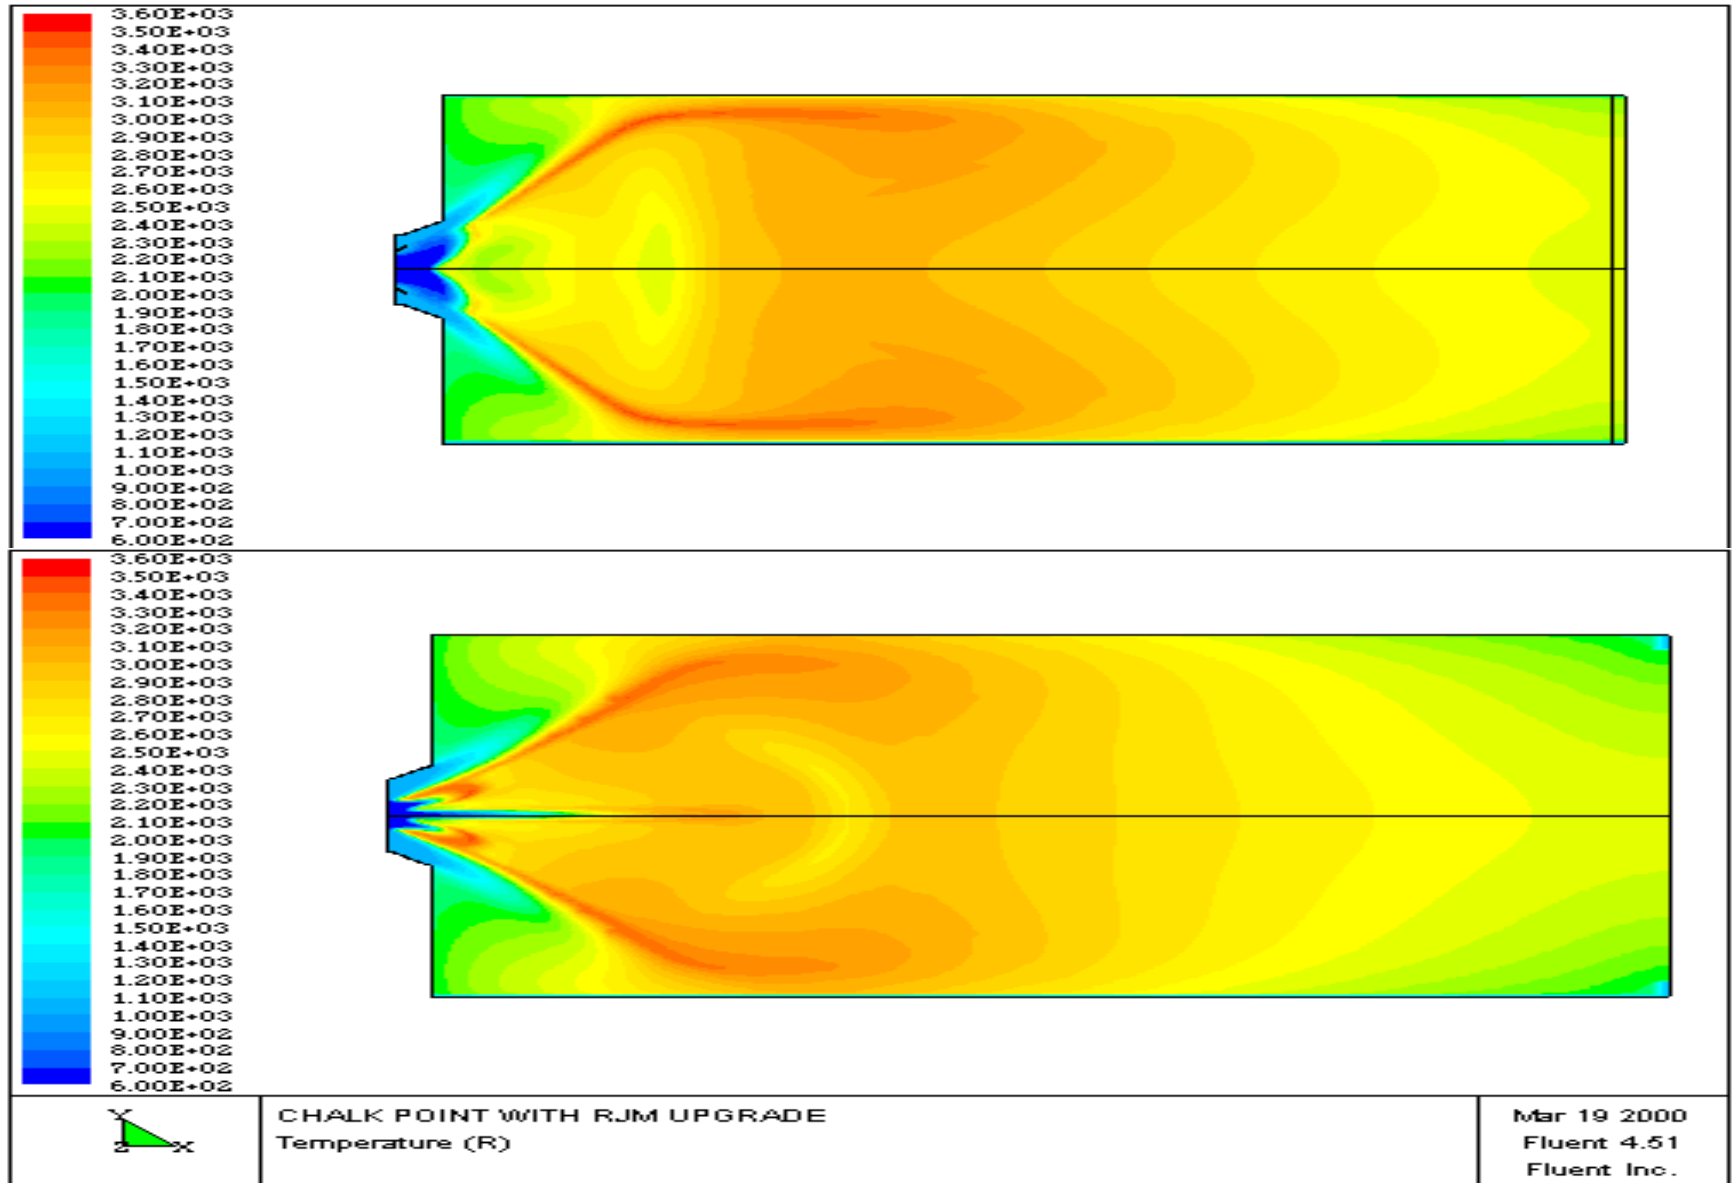 3.60E+03
3.50E+03
3.40E+03
3.30E+03
3.20E+03
3.10E+03
3.00E+03
2.90E+03
2.80E+03
2.70E+03
2.60E+03
2.50E+03
2.40E+03
2.30E+03
2.20E+03
2.10E+03
2.00E+03
1.90E+03
1.80E+03
1.70E+03
1.60E+03
1.50E+03
1.40E+03
1.30E+03
1.20E+03
1.10E+03
1.00E+03
9.00E+02
8.00E+02
7.00E+02
6.00E+02
3.60E+03
3.50E+03
3.40E+03
3.30E+03
3.20E+03
3.10E+03
3.00E+03
2.90E+03
2.80E+03
2.70E+03
2.60E+03
2.50E+03
2.40E+03
2.30E+03
2.20E+03
2.10E+03
2.00E+03
1.90E+03
1.80E+03
1.70E+03
1.60E+03
1.50E+03
1.40E+03
1.30E+03
1.20E+03
1.10E+03
1.00E+03
9.00E+02
8.00E+02
7.00E+02
6.00E+02
Y
Z X
CHALK POINT WITH RJM UPGRADE
Temperature (R)
Mar 19 2000
Fluent 4.51
Fluent Inc.